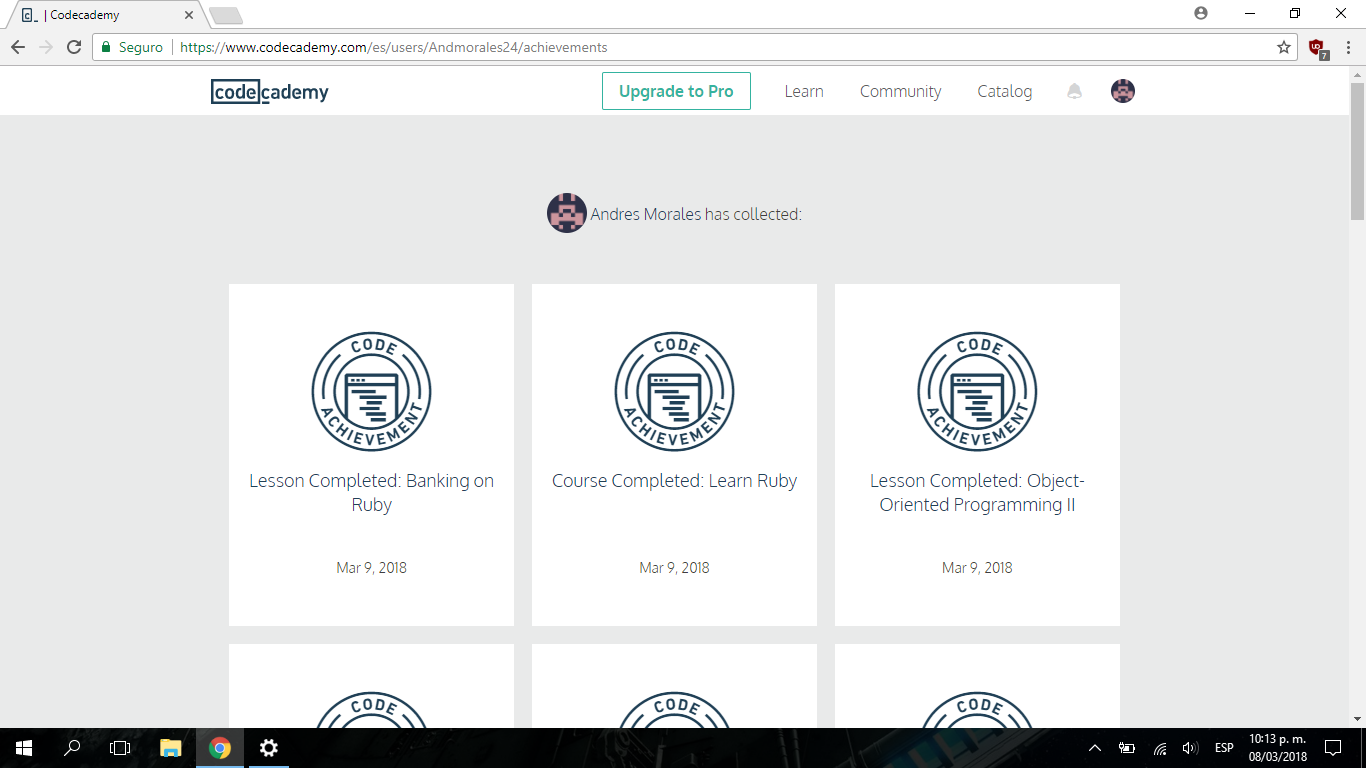 c_ | Codecademy
Seguro
https://www.codecademy.com/es/users/Andmorales24/achievements
7
codecademy
Upgrade to Pro
Learn
Community
Catalog
Andres Morales has collected:
CODE ACHIEVEMENT
CODE ACHIEVEMENT
CODE ACHIEVEMENT
Lesson Completed: Banking on
Ruby
Course Completed: Learn Ruby
Lesson Completed: Object-
Oriented Programming II
Mar 9, 2018
Mar 9, 2018
Mar 9, 2018
CODE
CODE
CODE
ESP
10:13 p. m.
08/03/2018